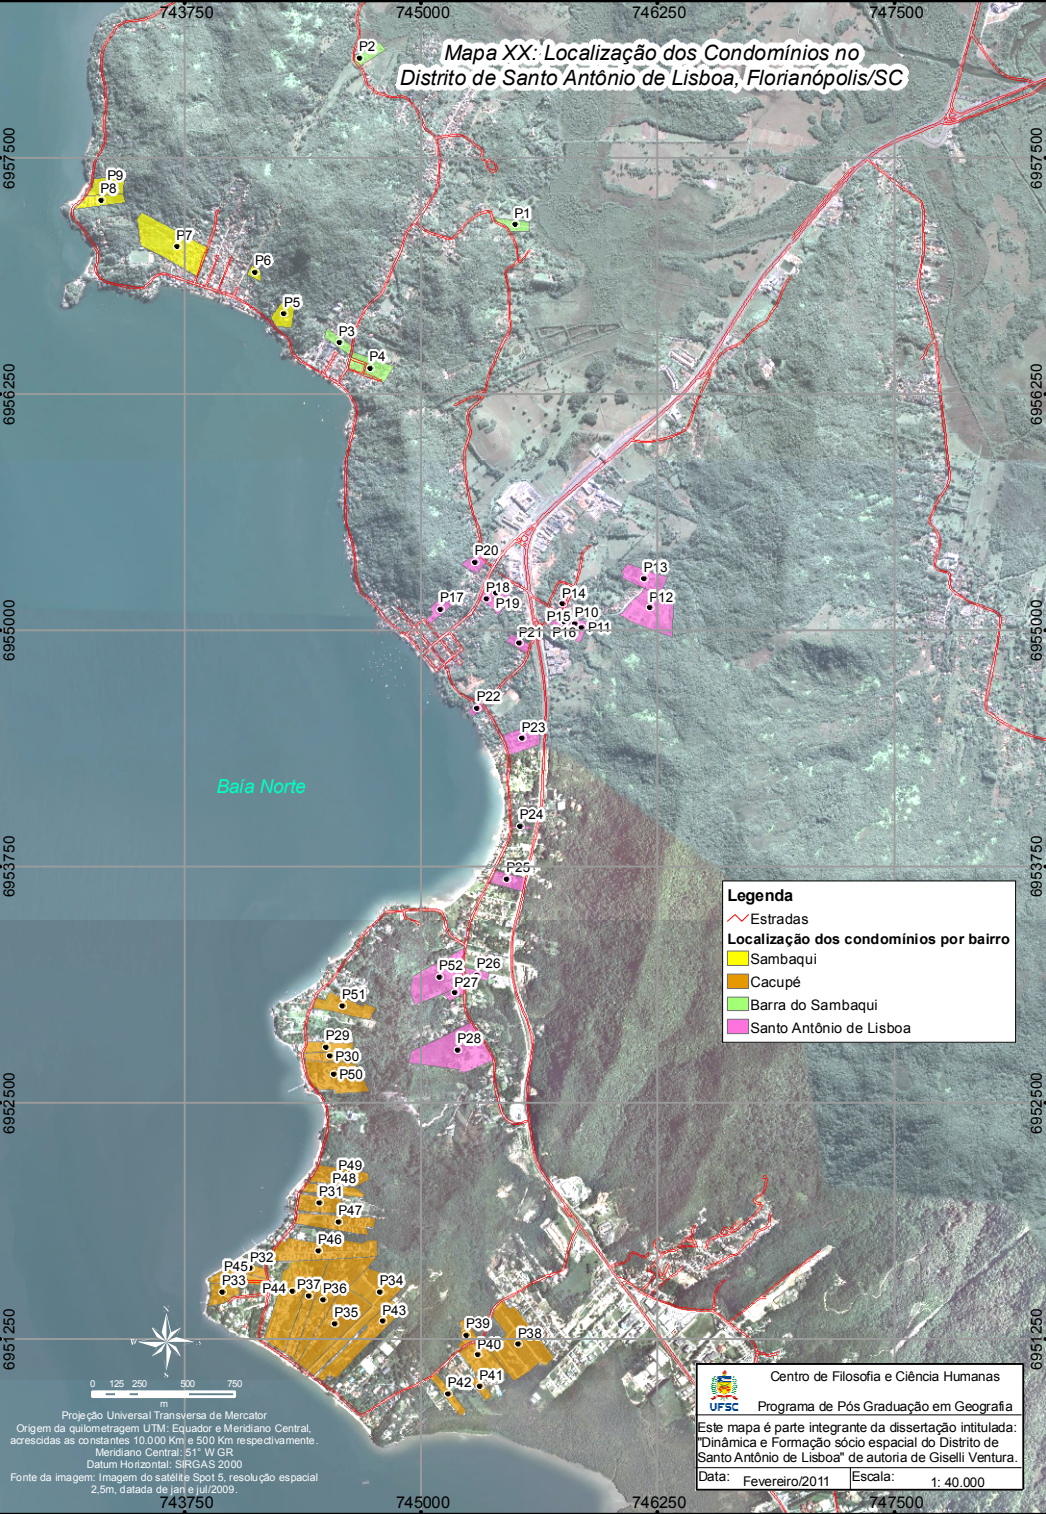 743750 745000 746250 747500
Mapa XX: Localização dos Condomínios no
Distrito de Santo Antônio de Lisboa, Florianópolis/SC
P2
6957500 6957500
P9
P8
P1
P7
P6
P5
P3
P4
6956250 6956250
P20
P13
P18
P17
P19
P14
P12
P10
P15
P11
P16
P21
6955000 6955000
P22
P23
Baía Norte
P24
P25
6953750 6953750
Legenda
Estradas
Localização dos condomínios por bairro
Sambaqui
Cacupé
Barra do Sambaqui
Santo Antônio de Lisboa
P52
P26
P27
P51
P29
P30
P28
P50
6952500 6952500
P49
P48
P31
P47
P46
P32
P45
P33
P44
P37
P36
P34
P35
P43
P39
P38
P40
P41
P42
6951250 6951250
N
W
S
0 125 250 500 750
m
Projeção Universal Transversa de Mercator
Origem da quilometragem UTM: Equador e Meridiano Central,
acrescidas as constantes 10.000 Km e 500 Km respectivamente.
Meridiano Central: 51° W GR
Datum Horizontal: SIRGAS 2000
Fonte da imagem: Imagem do satélite Spot 5, resolução espacial
2,5m, datada de jan e jul/2009.
UFSC
Centro de Filosofia e Ciência Humanas
Programa de Pós Graduação em Geografia
Este mapa é parte integrante da dissertação intitulada:
"Dinâmica e Formação sócio espacial do Distrito de
Santo Antônio de Lisboa" de autoria de Giselli Ventura.
Data: Fevereiro/2011 Escala: 1: 40.000
743750 745000 746250 747500